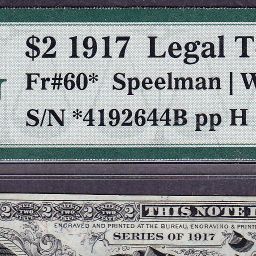 $2 1917 Legal T
Fr#60* Speelman | W
S/N *4192644B pp H
THIS NOTE I
ENGRAVED AND PRINTED AT THE BUREAU, ENGRAVING & PRINTI
SERIES OF 1917